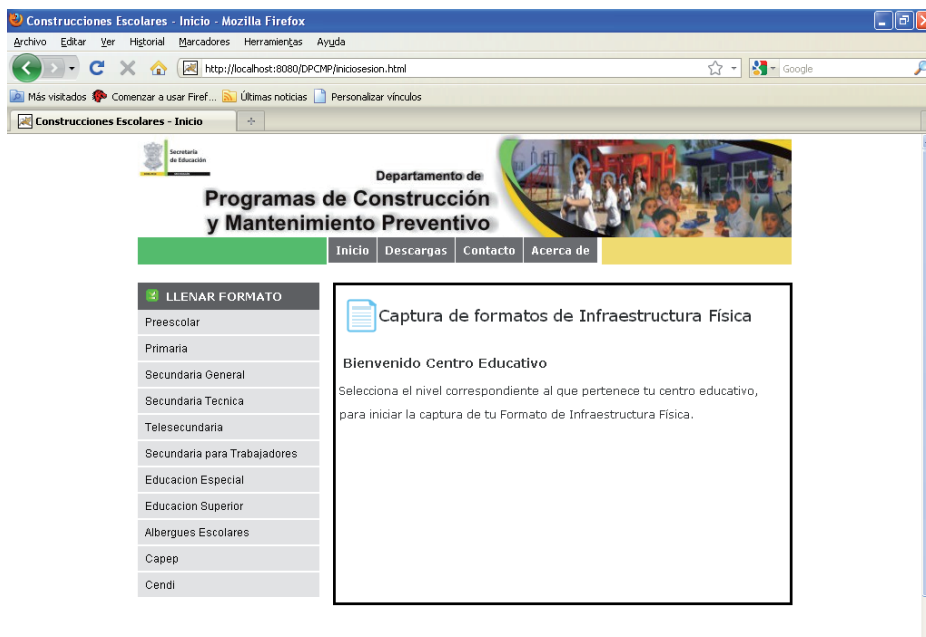 Construcciones Escolares - Inicio - Mozilla Firefox
Archivo Editar Ver Historial Marcadores Herramientas Ayuda
http://localhost:8080/DPCMP/iniciosesion.html
Google
Más visitados Comenzar a usar Firef... Últimas noticias Personalizar vínculos
Construcciones Escolares - Inicio
Secretaría
de Educación
Departamento de
Programas de Construcción
y Mantenimiento Preventivo
Inicio Descargas Contacto Acerca de
LLENAR FORMATO
Preescolar
Primaria
Secundaria General
Secundaria Tecnica
Telesecundaria
Secundaria para Trabajadores
Educacion Especial
Educacion Superior
Albergues Escolares
Capep
Cendi
Captura de formatos de Infraestructura Física
Bienvenido Centro Educativo
Selecciona el nivel correspondiente al que pertenece tu centro educativo,
para iniciar la captura de tu Formato de Infraestructura Física.